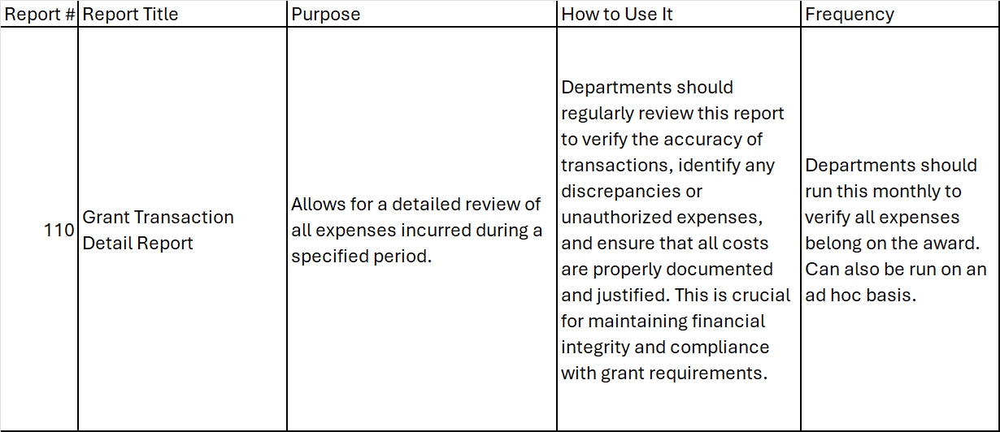 Report #
Report Title
Purpose
How to Use It
Frequency
110
Grant Transaction
Detail Report
Allows for a detailed review of
all expenses incurred during a
specified period.
Departments should
regularly review this report
to verify the accuracy of
transactions, identify any
discrepancies or
unauthorized expenses,
and ensure that all costs
are properly documented
and justified. This is crucial
for maintaining financial
integrity and compliance
with grant requirements.
Departments should
run this monthly to
verify all expenses
belong on the award.
Can also be run on an
ad hoc basis.